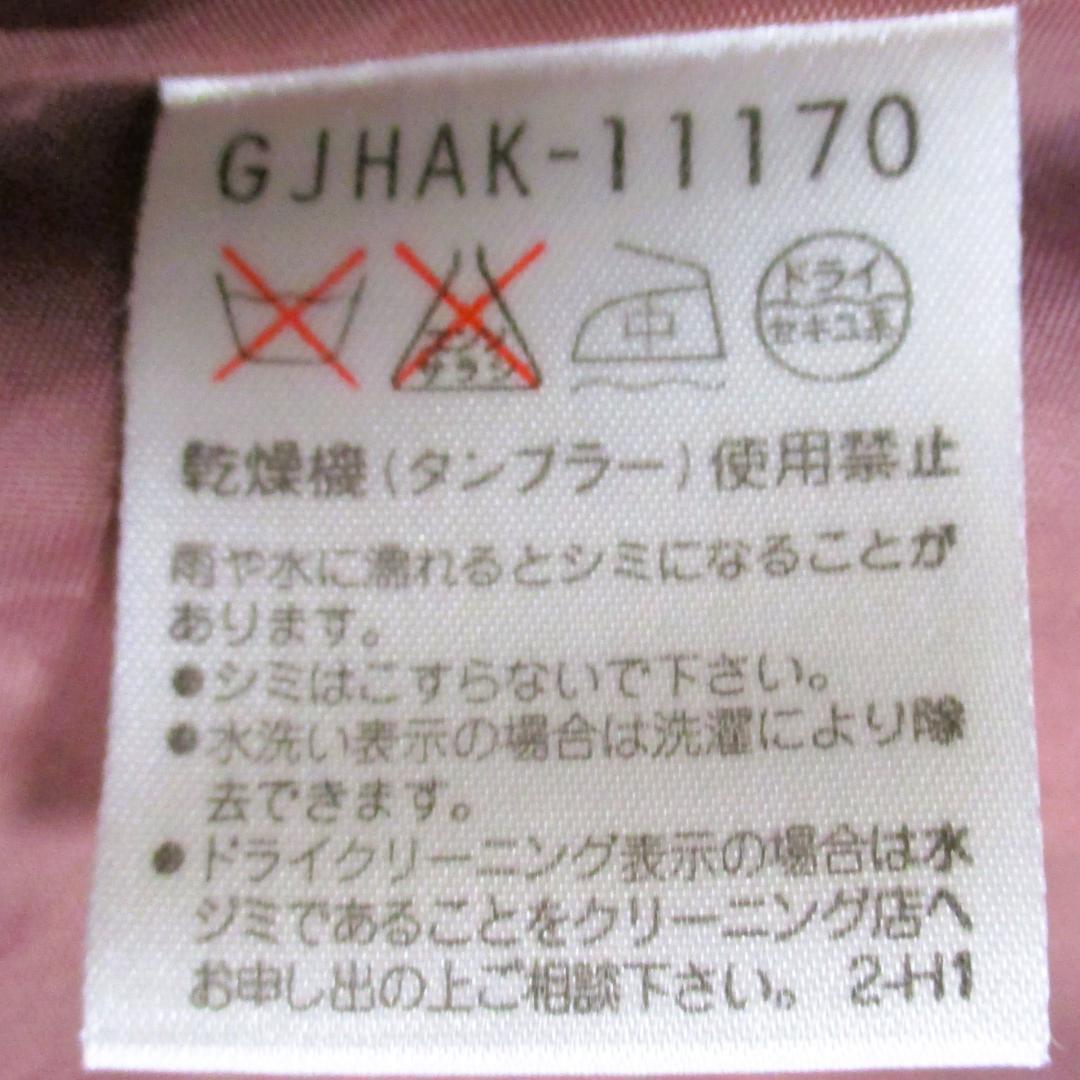 GJHAK-11170
エンソ
サラシ
中
ドライ
セキユ系
乾燥機(タンブラー)使用禁止
雨や水に濡れるとシミになることが
あります。
●シミはこすらないで下さい。
●水洗い表示の場合は洗濯により除
去できます。
●ドライクリーニング表示の場合は水
ジミであることをクリーニング店へ
お申し出の上ご相談下さい。 2-H1